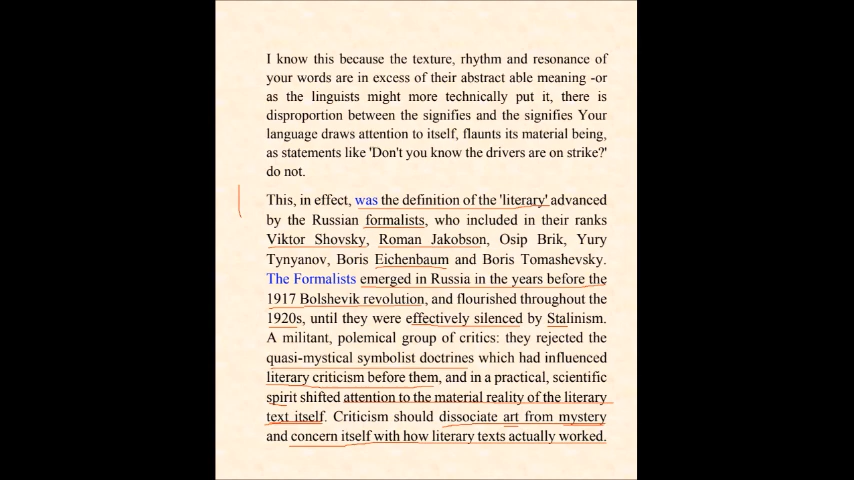 I know this because the texture, rhythm and resonance of
your words are in excess of their abstract able meaning -or
as the linguists might more technically put it, there is
disproportion between the signifies and the signifies Your
language draws attention to itself, flaunts its material being,
as statements like 'Don't you know the drivers are on strike?'
do not.
This, in effect, was the definition of the 'literary' advanced
by the Russian formalists, who included in their ranks
Viktor Shovsky, Roman Jakobson, Osip Brik, Yury
Tynyanov, Boris Eichenbaum and Boris Tomashevsky.
The Formalists emerged in Russia in the years before the
1917 Bolshevik revolution, and flourished throughout the
1920s, until they were effectively silenced by Stalinism.
A militant, polemical group of critics: they rejected the
quasi-mystical symbolist doctrines which had influenced
literary criticism before them, and in a practical, scientific
spirit shifted attention to the material reality of the literary
text itself. Criticism should dissociate art from mystery
and concern itself with how literary texts actually worked.